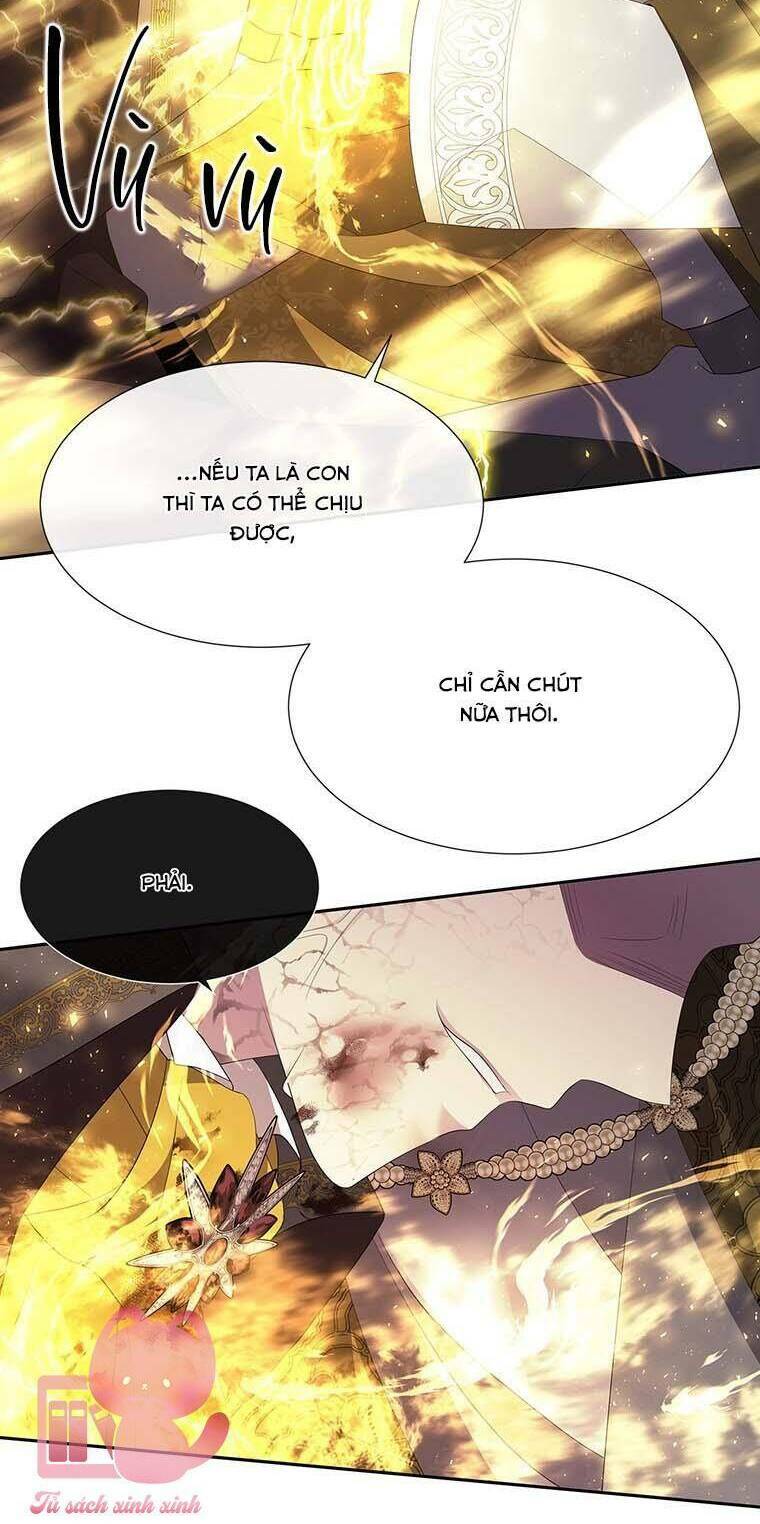 Vù vù
...NẾU TA LÀ CON
THÌ TA CÓ THỂ CHỊU
ĐƯỢC,
CHỈ CẦN CHÚT
NỮA THÔI.
PHẢI.
Tủ sách xinh xinh